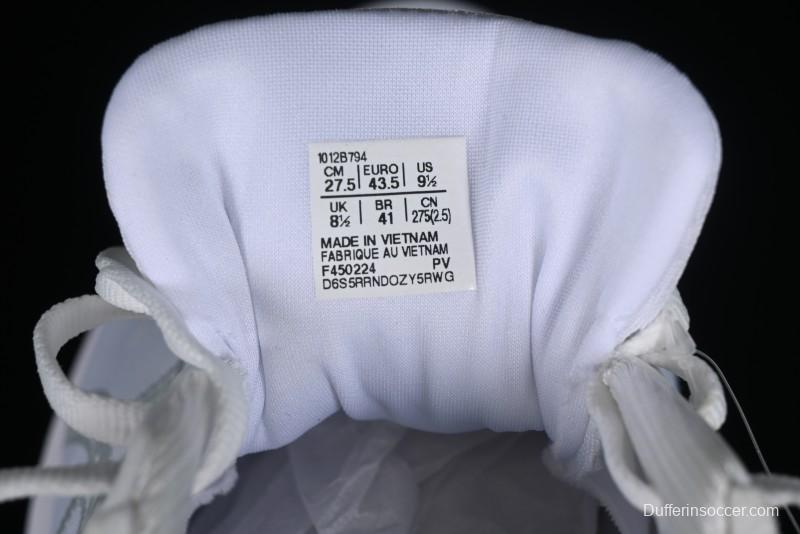 1012B794
CM EURO US
27.5 43.5 9½
UK BR CN
8½ 41 275(2.5)
MADE IN VIETNAM
FABRIQUE AU VIETNAM
F450224 PV
D6S5RRNDOZY5RWG
Dufferinsoccer.com